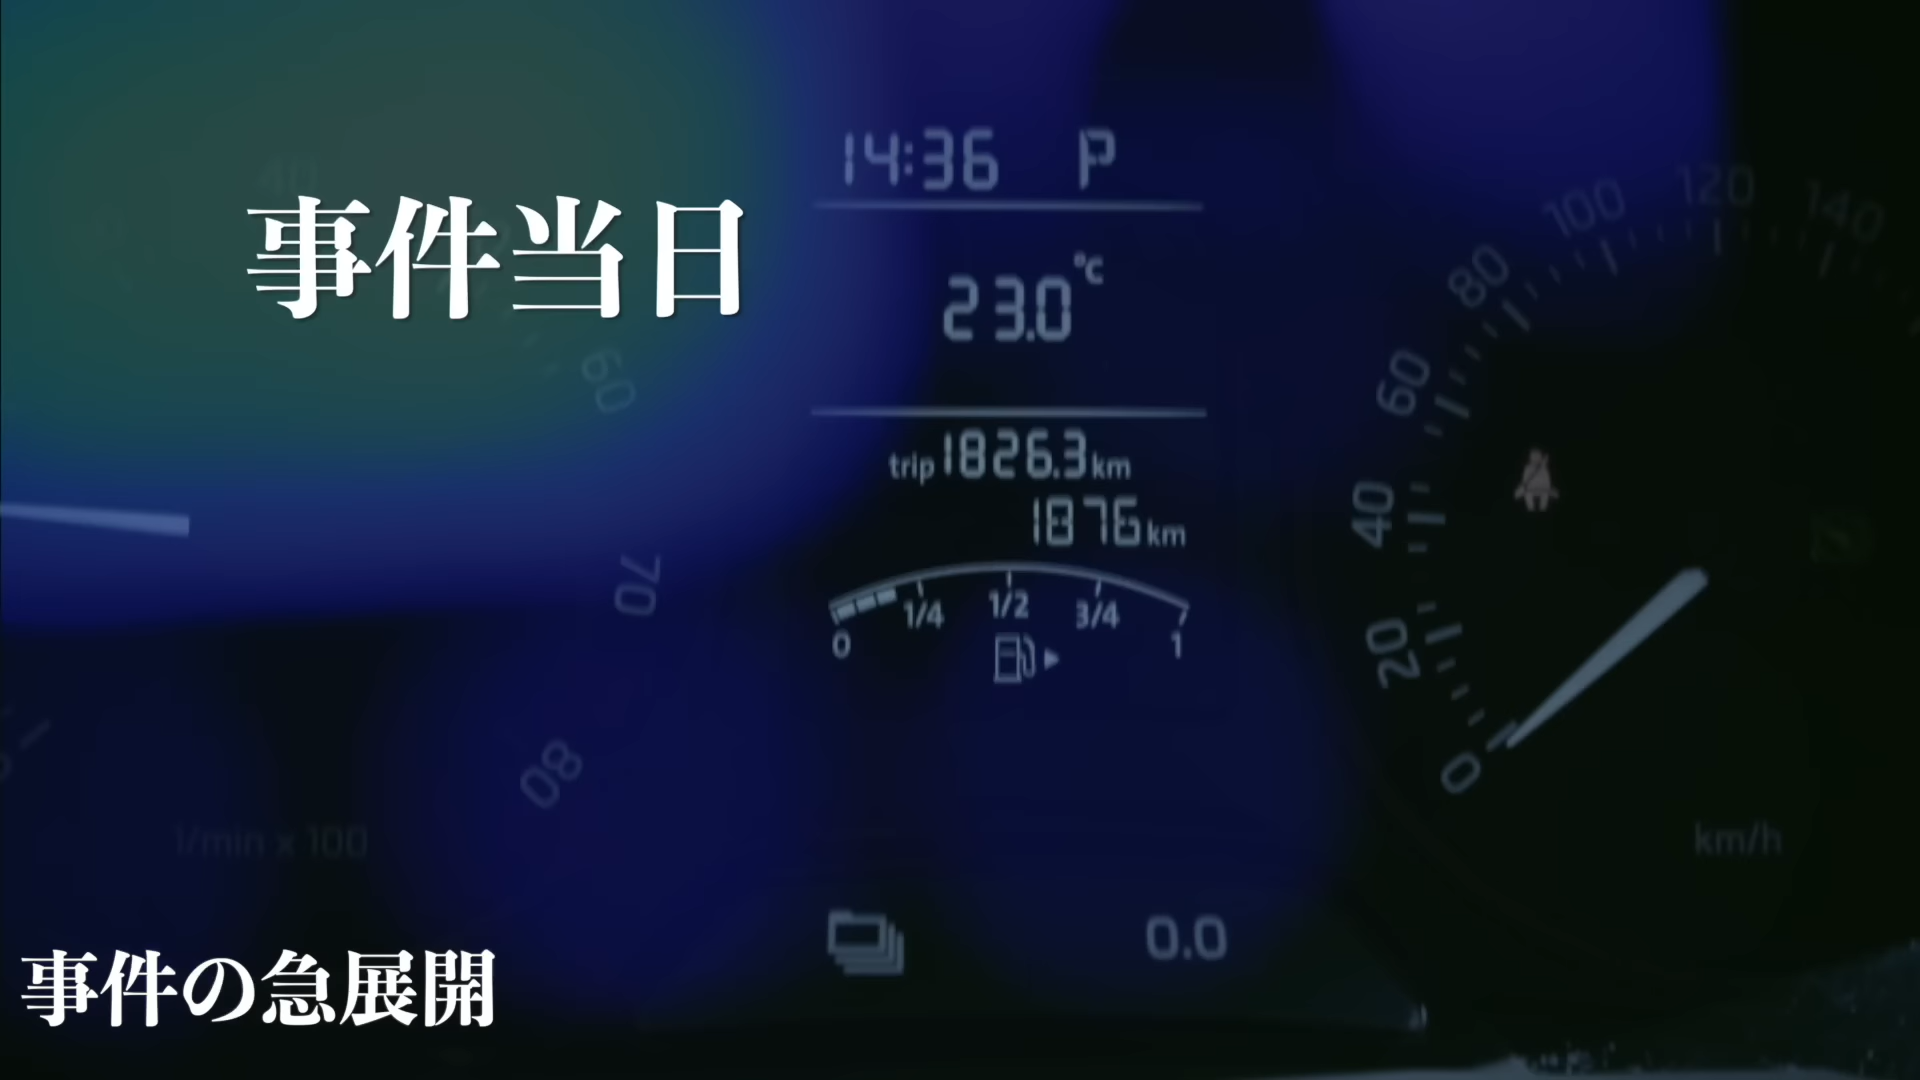 事件当日
14:36 P
23.0 °C
trip 1826.3 km
1876 km
0 1/4 1/2 3/4 1
40
60
70
80
1/min x 100
0 20 40 60 80 100 120 140
km/h
0.0
事件の急展開